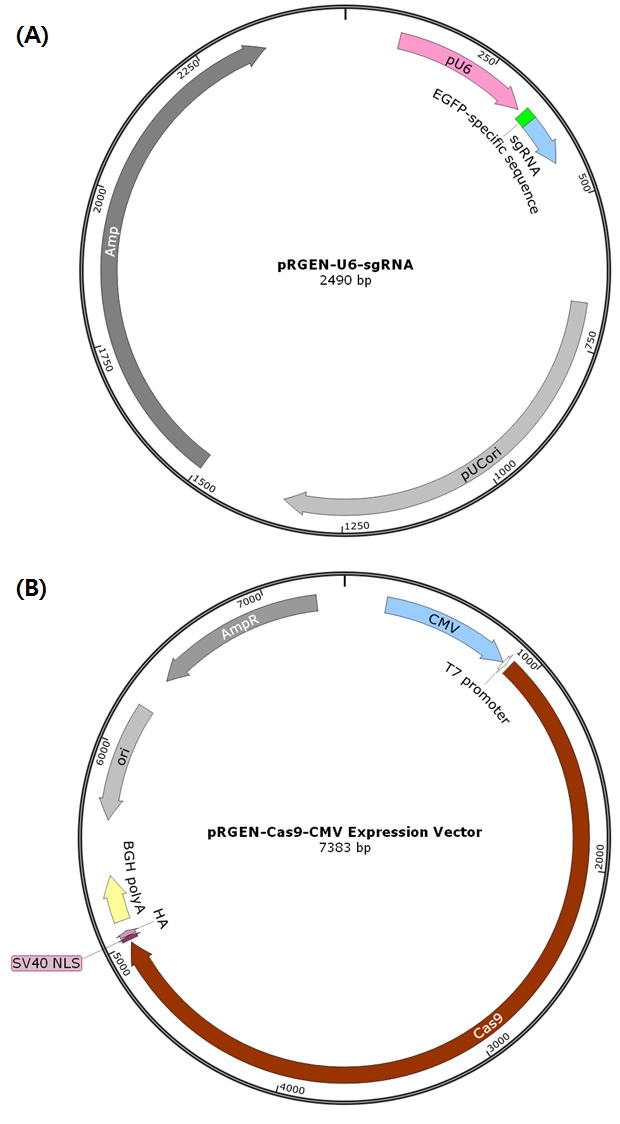 (A)
pU6
250
EGFP-specific sequence
sgRNA
500
750
pUCori
1000
1250
1500
1750
Amp
2000
2250
pRGEN-U6-sgRNA
2490 bp
(B)
7000
AmpR
CMV
1000
T7 promoter
6000
ori
pRGEN-Cas9-CMV Expression Vector
7383 bp
2000
BGH polyA
HA
SV40 NLS
5000
Cas9
3000
4000